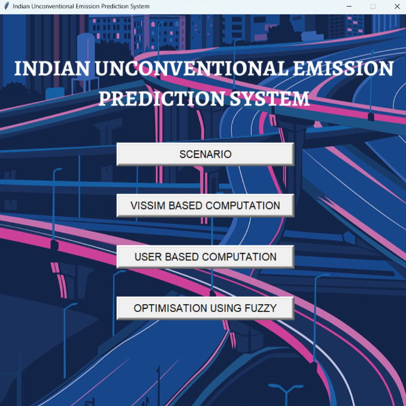 Indian Unconventional Emission Prediction System
INDIAN UNCONVENTIONAL EMISSION
PREDICTION SYSTEM
SCENARIO
VISSIM BASED COMPUTATION
USER BASED COMPUTATION
OPTIMISATION USING FUZZY